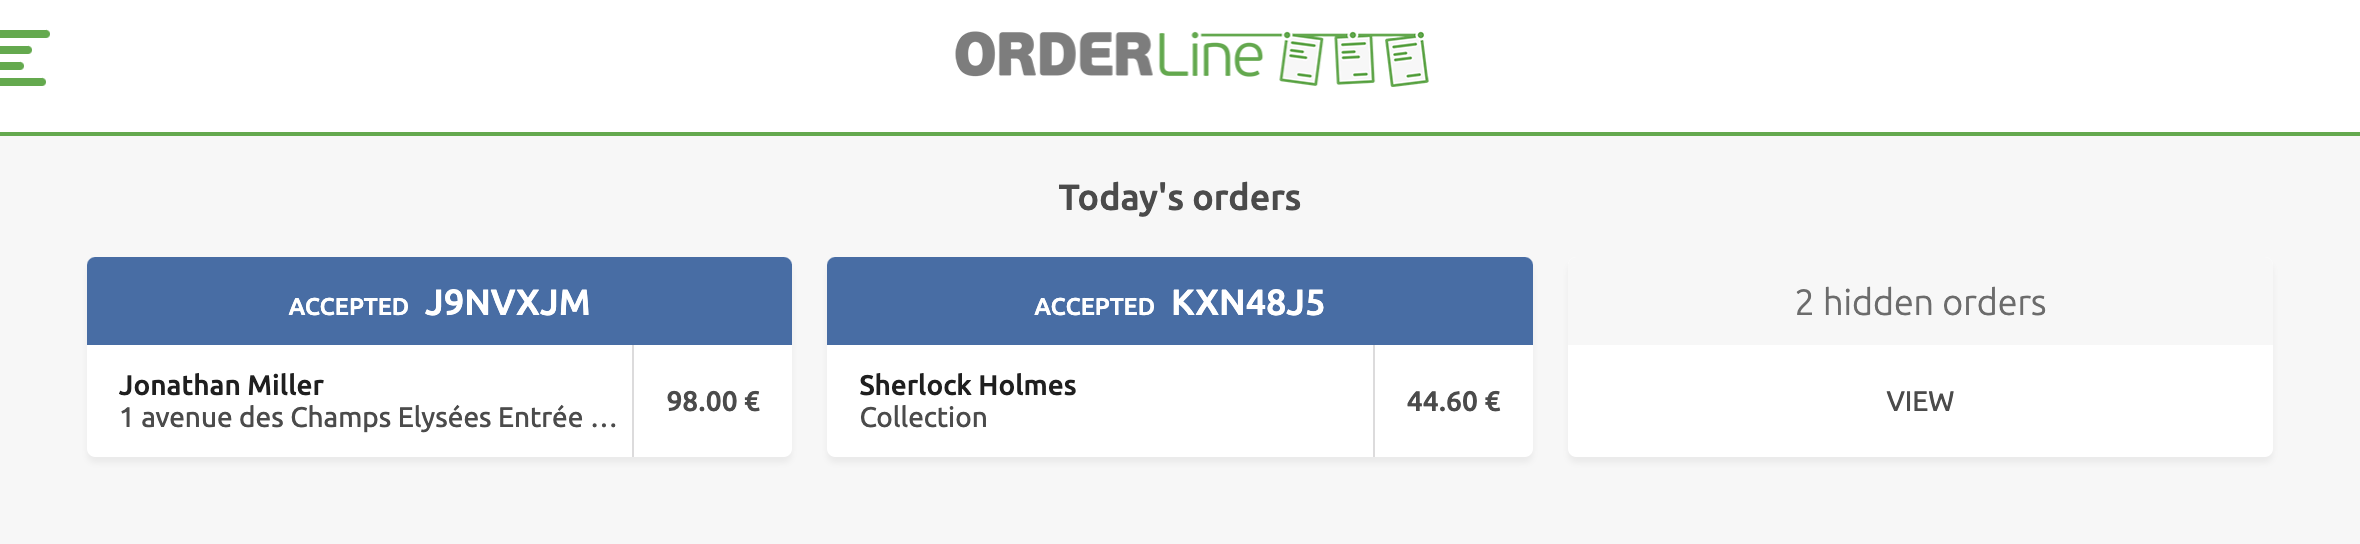 ORDERLine
Today's orders
ACCEPTED J9NVXJM
Jonathan Miller
1 avenue des Champs Elysées Entrée ...
98.00 €
ACCEPTED KXN48J5
Sherlock Holmes
Collection
44.60 €
2 hidden orders
VIEW